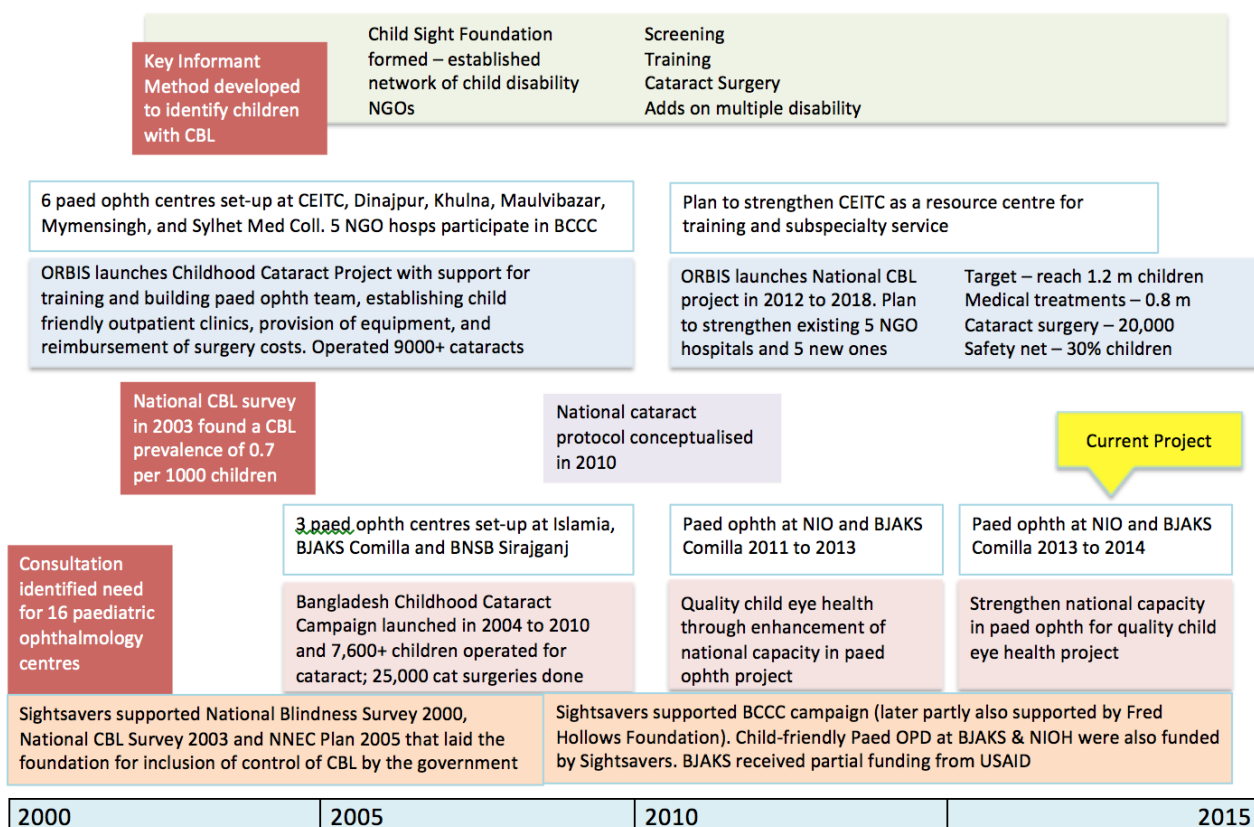 Key Informant
Method developed
to identify children
with CBL
Child Sight Foundation
formed – established
network of child disability
NGOs
Screening
Training
Cataract Surgery
Adds on multiple disability
6 paed ophth centres set-up at CEITC, Dinajpur, Khulna, Maulvibazar,
Mymensingh, and Sylhet Med Coll. 5 NGO hosps participate in BCCC
Plan to strengthen CEITC as a resource centre for
training and subspecialty service
ORBIS launches Childhood Cataract Project with support for
training and building paed ophth team, establishing child
friendly outpatient clinics, provision of equipment, and
reimbursement of surgery costs. Operated 9000+ cataracts
ORBIS launches National CBL
project in 2012 to 2018. Plan
to strengthen existing 5 NGO
hospitals and 5 new ones
Target – reach 1.2 m children
Medical treatments – 0.8 m
Cataract surgery – 20,000
Safety net – 30% children
National CBL survey
in 2003 found a CBL
prevalence of 0.7
per 1000 children
National cataract
protocol conceptualised
in 2010
Current Project
3 paed ophth centres set-up at Islamia,
BJAKS Comilla and BNSB Sirajganj
Paed ophth at NIO and BJAKS
Comilla 2011 to 2013
Paed ophth at NIO and BJAKS
Comilla 2013 to 2014
Consultation
identified need
for 16 paediatric
ophthalmology
centres
Bangladesh Childhood Cataract
Campaign launched in 2004 to 2010
and 7,600+ children operated for
cataract; 25,000 cat surgeries done
Quality child eye health
through enhancement of
national capacity in paed
ophth project
Strengthen national capacity
in paed ophth for quality child
eye health project
Sightsavers supported National Blindness Survey 2000,
National CBL Survey 2003 and NNEC Plan 2005 that laid the
foundation for inclusion of control of CBL by the government
Sightsavers supported BCCC campaign (later partly also supported by Fred
Hollows Foundation). Child-friendly Paed OPD at BJAKS & NIOH were also funded
by Sightsavers. BJAKS received partial funding from USAID
2000 2005 2010 2015